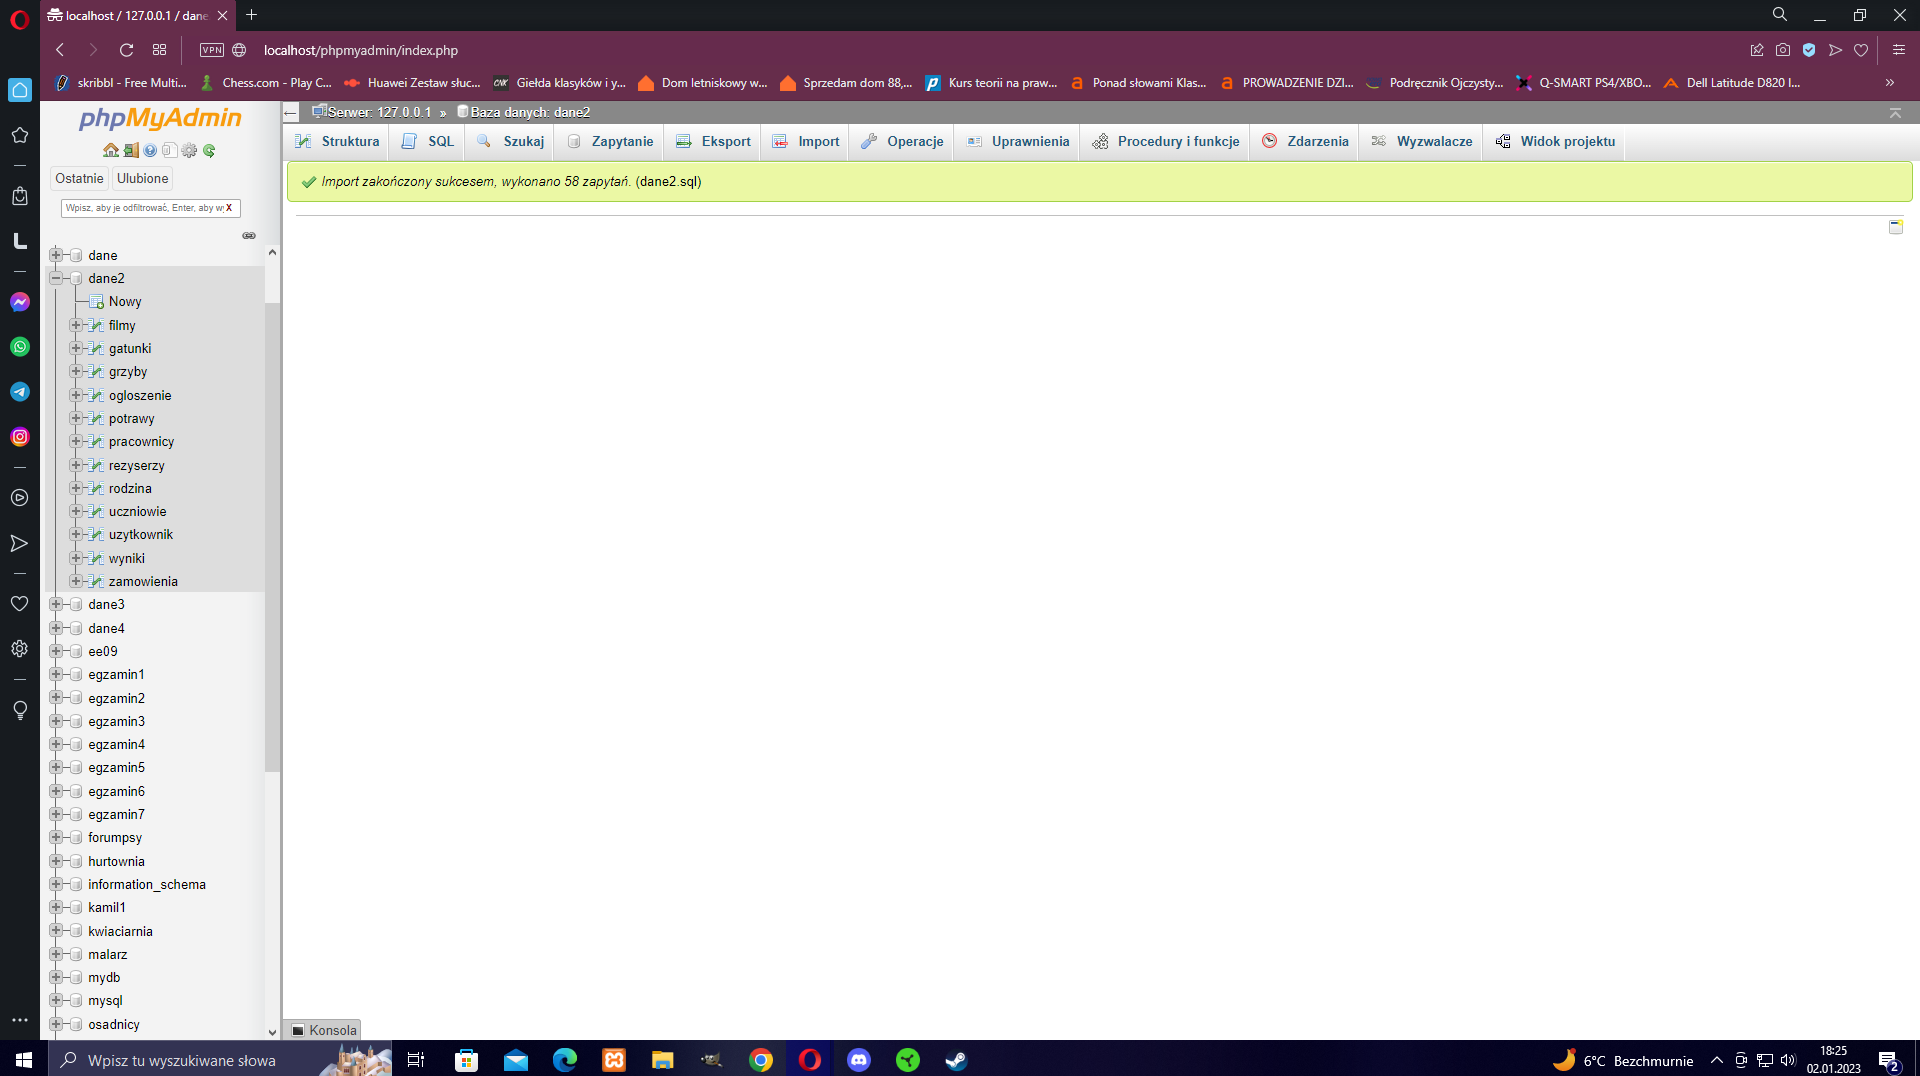 localhost / 127.0.0.1 / dane
VPN
localhost/phpmyadmin/index.php
skribbl - Free Multi...
Chess.com - Play C...
Huawei Zestaw słuc...
Giełda klasyków i y...
Dom letniskowy w...
Sprzedam dom 88,...
Kurs teorii na praw...
Ponad słowami Klas...
PROWADZENIE DZI...
Podręcznik Ojczysty...
Q-SMART PS4/XBO...
Dell Latitude D820 I...
phpMyAdmin
Serwer: 127.0.0.1 » Baza danych: dane2
Struktura
SQL
Szukaj
Zapytanie
Eksport
Import
Operacje
Uprawnienia
Procedury i funkcje
Zdarzenia
Wyzwalacze
Widok projektu
Ostatnie
Ulubione
Import zakończony sukcesem, wykonano 58 zapytań. (dane2.sql)
Wpisz, aby je odfiltrować, Enter, aby wy X
dane
dane2
Nowy
filmy
gatunki
grzyby
ogloszenie
potrawy
pracownicy
rezyserzy
rodzina
uczniowie
uzytkownik
wyniki
zamowienia
dane3
dane4
ee09
egzamin1
egzamin2
egzamin3
egzamin4
egzamin5
egzamin6
egzamin7
forumpsy
hurtownia
information_schema
kamil1
kwiaciarnia
malarz
mydb
mysql
osadnicy
Konsola
Wpisz tu wyszukiwane słowa
6°C Bezchmurnie
18:25
02.01.2023
2